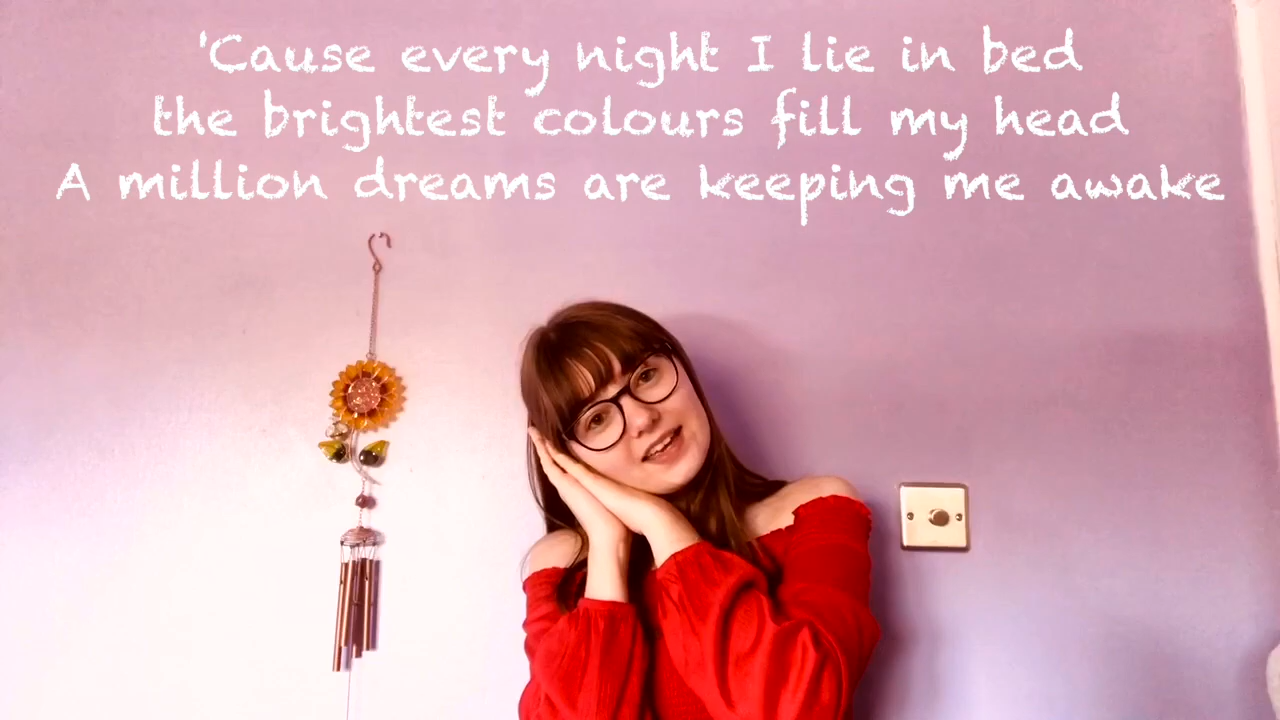 'Cause every night I lie in bed
the brightest colours fill my head
A million dreams are keeping me awake